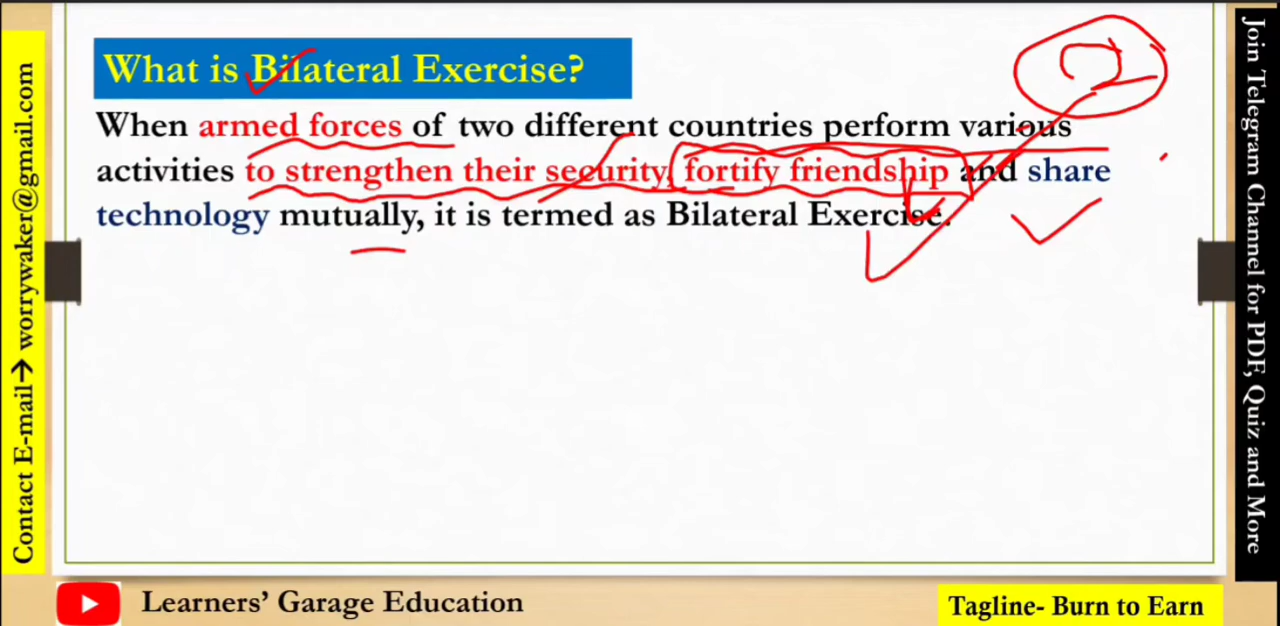 What is Bilateral Exercise?
When armed forces of two different countries perform various
activities to strengthen their security, fortify friendship and share
technology mutually, it is termed as Bilateral Exercise.
2
Contact E-mail→ worrywaker@gmail.com
Join Telegram Channel for PDF, Quiz and More
Learners' Garage Education
Tagline- Burn to Earn